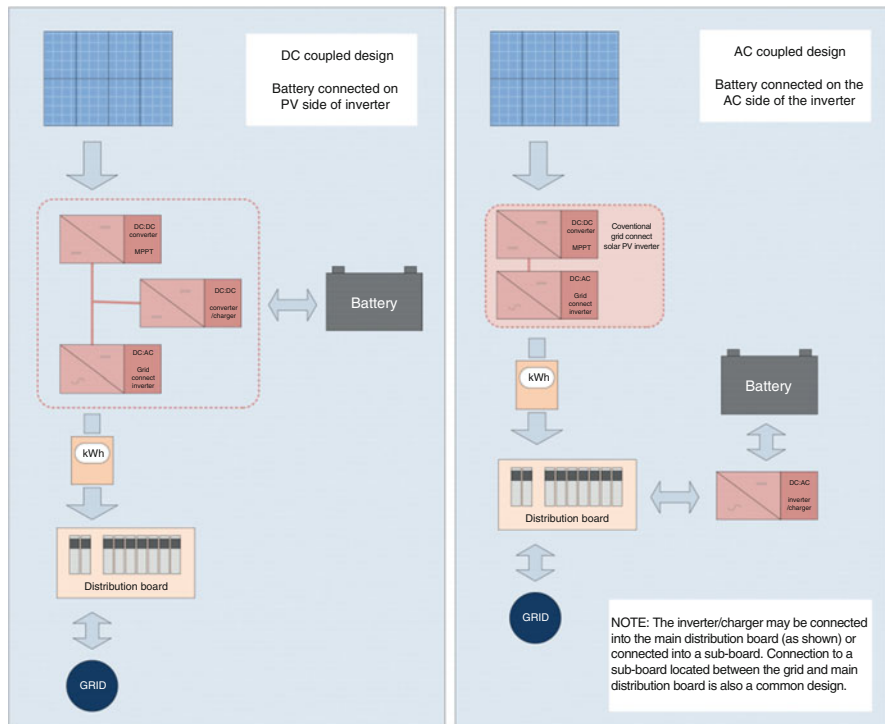 DC coupled design
Battery connected on
PV side of inverter
DC:DC
converter
MPPT
DC:DC
converter
/charger
Battery
DC:AC
Grid
connect
inverter
kWh
Distribution board
GRID
AC coupled design
Battery connected on the
AC side of the inverter
DC:DC
converter
MPPT
Coventional
grid connect
solar PV inverter
DC:AC
Grid
connect
inverter
kWh
Battery
Distribution board
DC:AC
inverter
/charger
GRID
NOTE: The inverter/charger may be connected
into the main distribution board (as shown) or
connected into a sub-board. Connection to a
sub-board located between the grid and main
distribution board is also a common design.